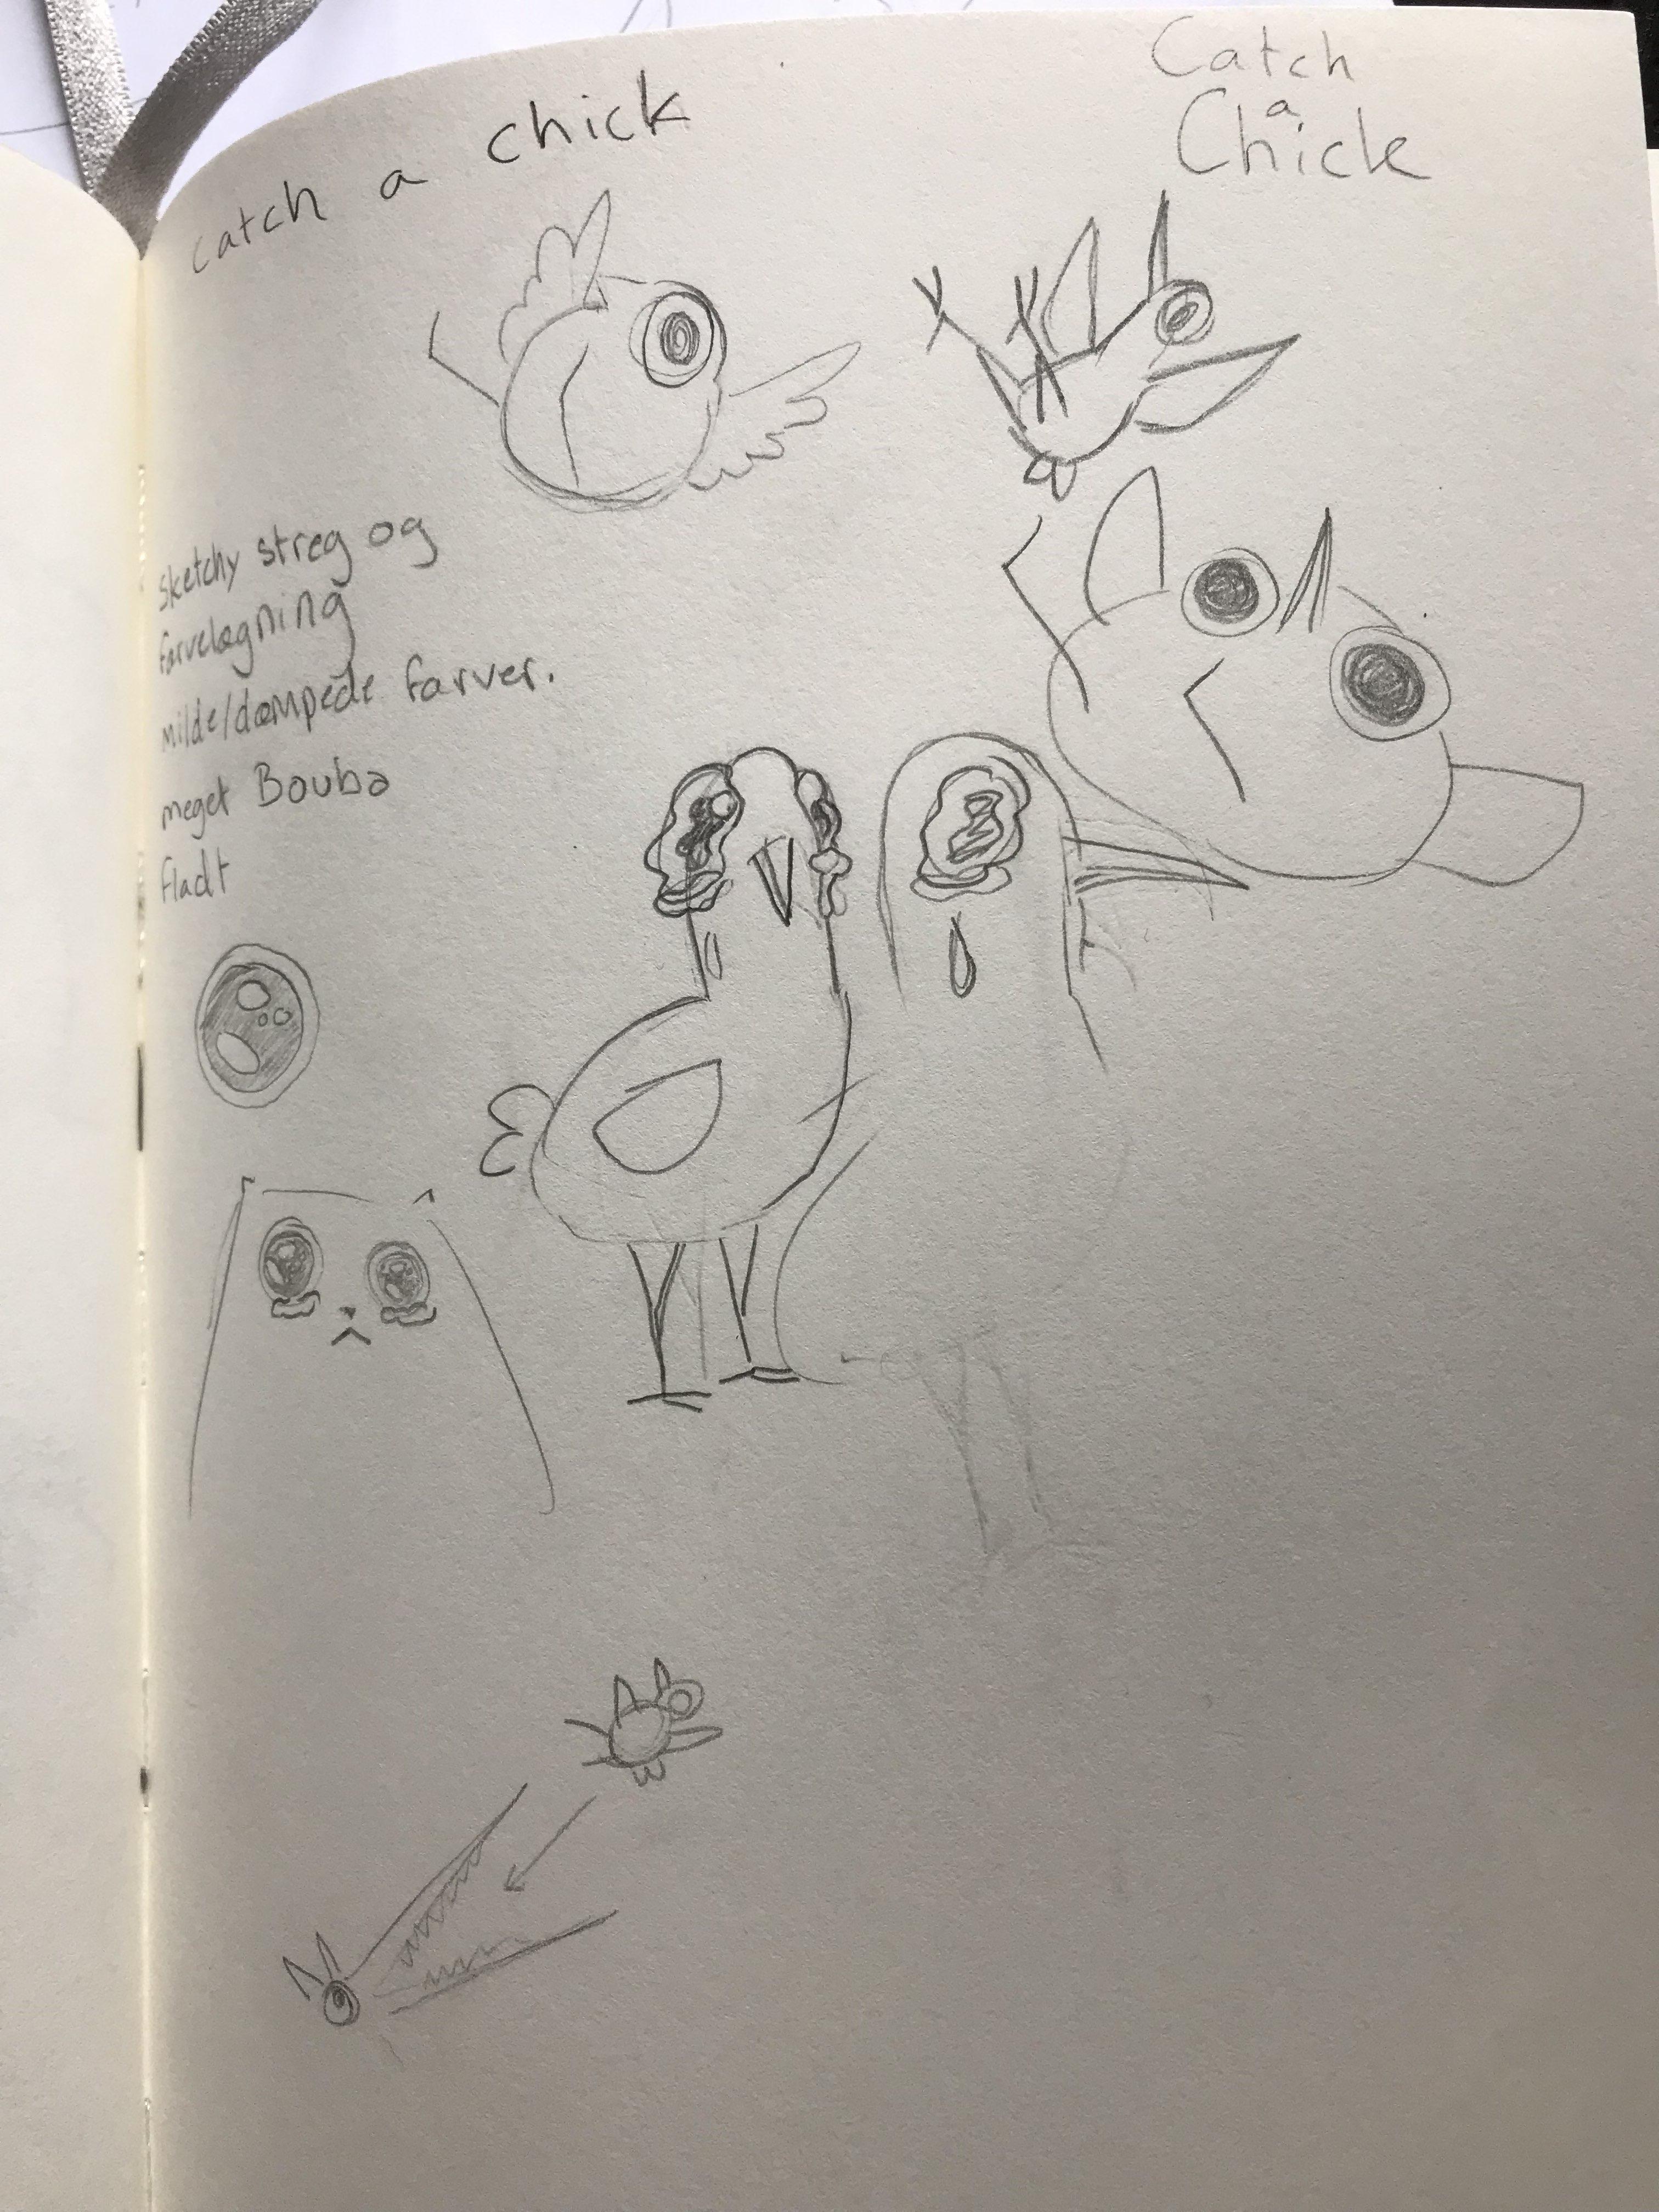 catch a chick
Catch
a
Chick
sketchy streg og
farvelægning
milde/dæmpede farver.
meget Bouba
fladt